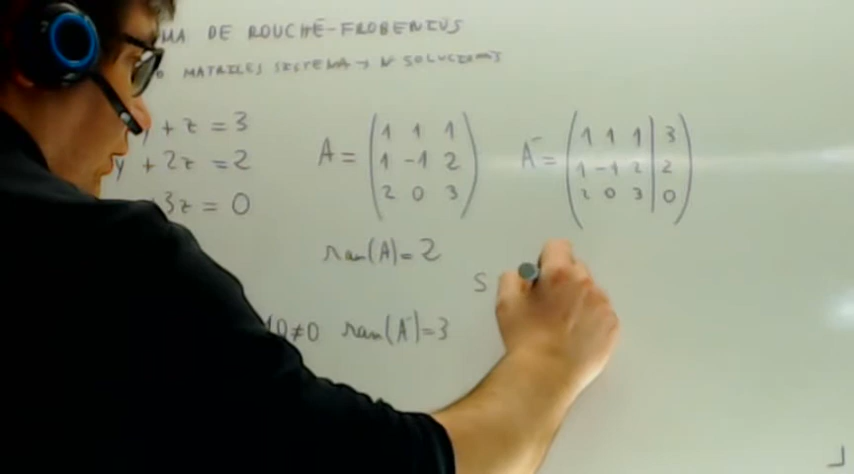 MA DE ROUCHÉ-FROBENIUS
MATRICES SISTEMA → Nº SOLUCIONES
y + z = 3
y + 2z = 2
3z = 0
A = (1 1 1
1 -1 2
2 0 3)
A⁻ = (1 1 1 | 3
1 -1 2 | 2
2 0 3 | 0)
ran(A) = 2
10 ≠ 0 ran(A⁻) = 3
S